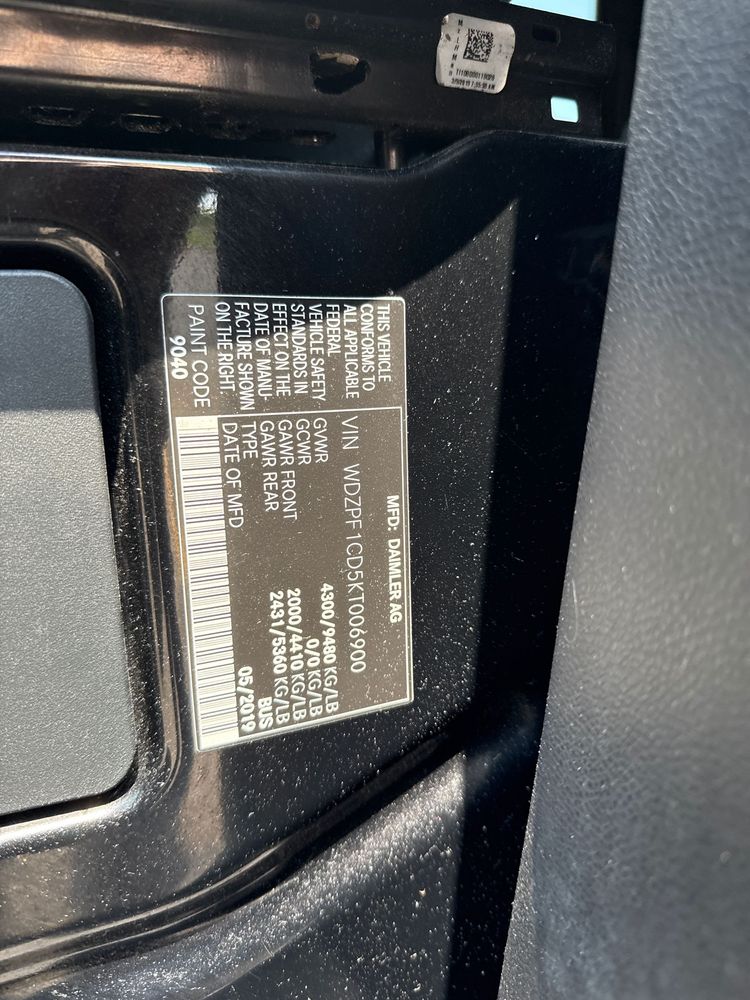 THIS VEHICLE
CONFORMS TO
ALL APPLICABLE
FEDERAL
VEHICLE SAFETY
STANDARDS IN
EFFECT ON THE
DATE OF MANU-
FACTURE SHOWN
ON THE RIGHT.
PAINT CODE
9040
MFD: DAIMLER AG
VIN WDZPF1CD5KT006900
GVWR 4300/9480 KG/LB
GCWR 0/0 KG/LB
GAWR FRONT 2000/4410 KG/LB
GAWR REAR 2431/5360 KG/LB
TYPE BUS
DATE OF MFD 05/2019